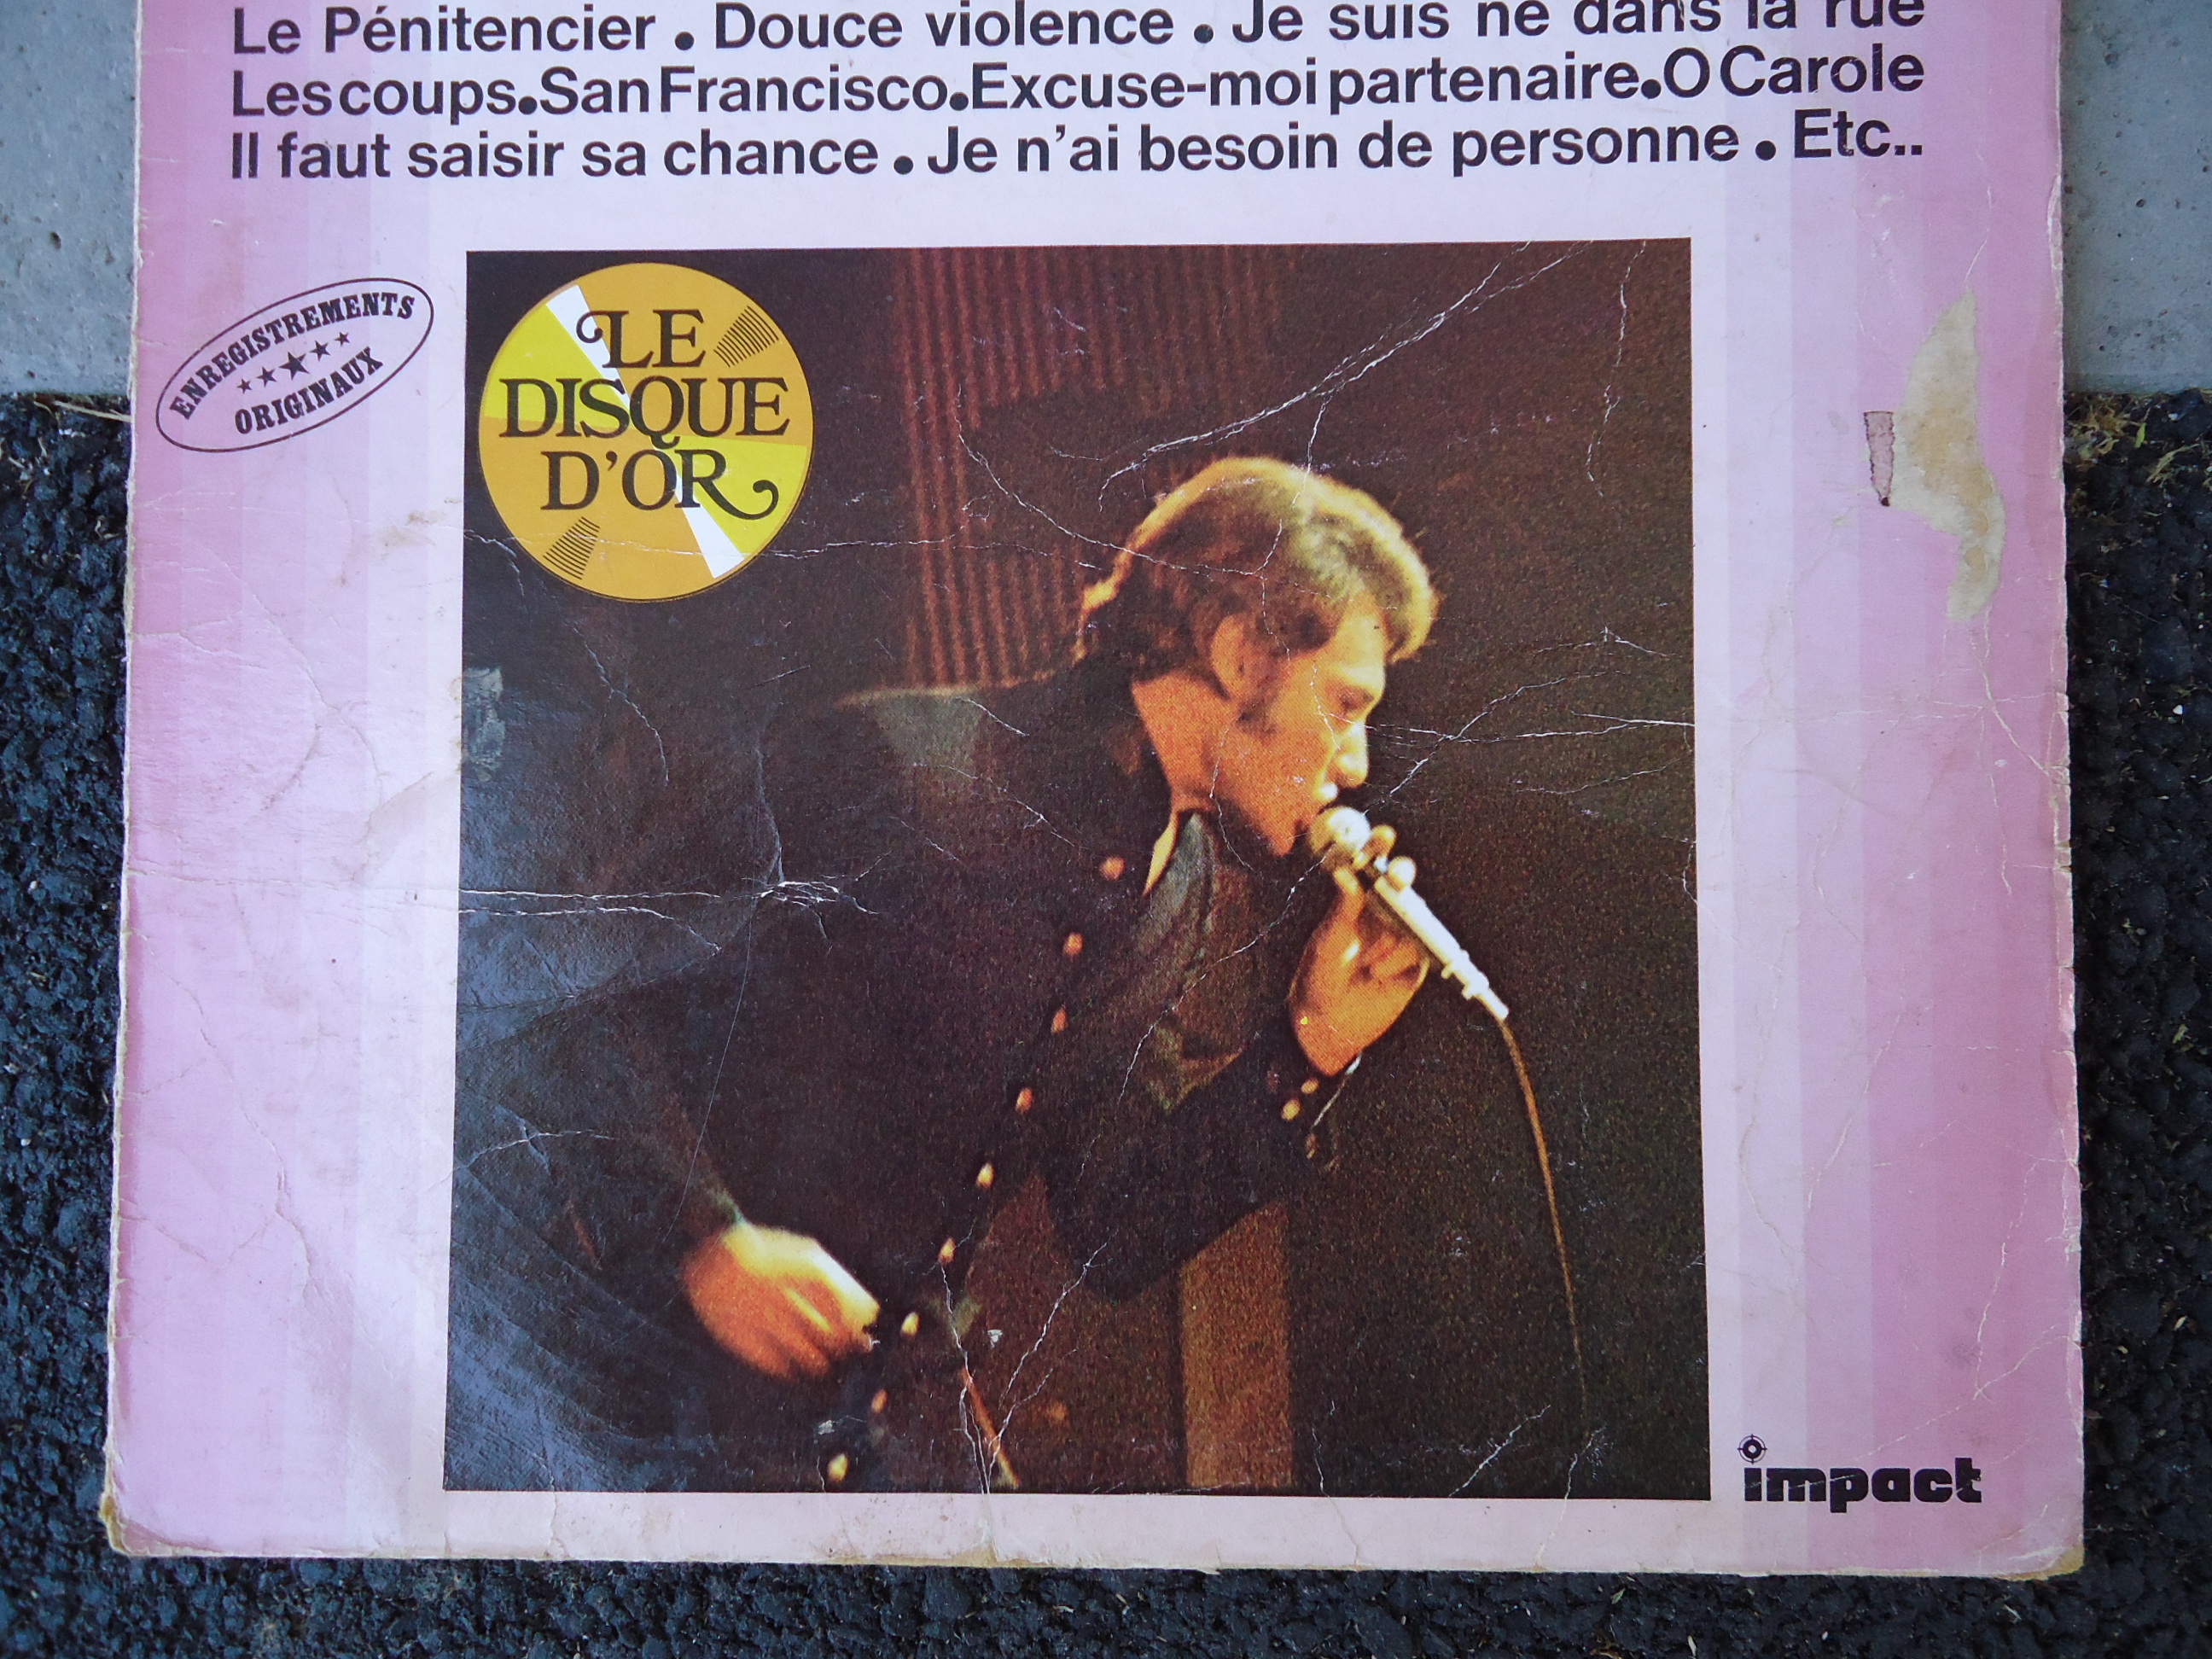 Le Pénitencier • Douce violence • Je suis né dans la rue
Les coups • San Francisco • Excuse-moi partenaire • O Carole
Il faut saisir sa chance • Je n'ai besoin de personne • Etc..
ENREGISTREMENTS
ORIGINAUX
LE
DISQUE
D'OR
impact